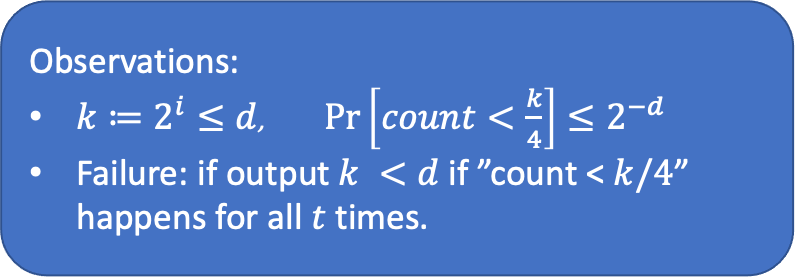 Observations:
• k ≔ 2^i ≤ d, Pr[count < k/4] ≤ 2^{−d}
• Failure: if output k < d if ”count < k/4”
happens for all t times.